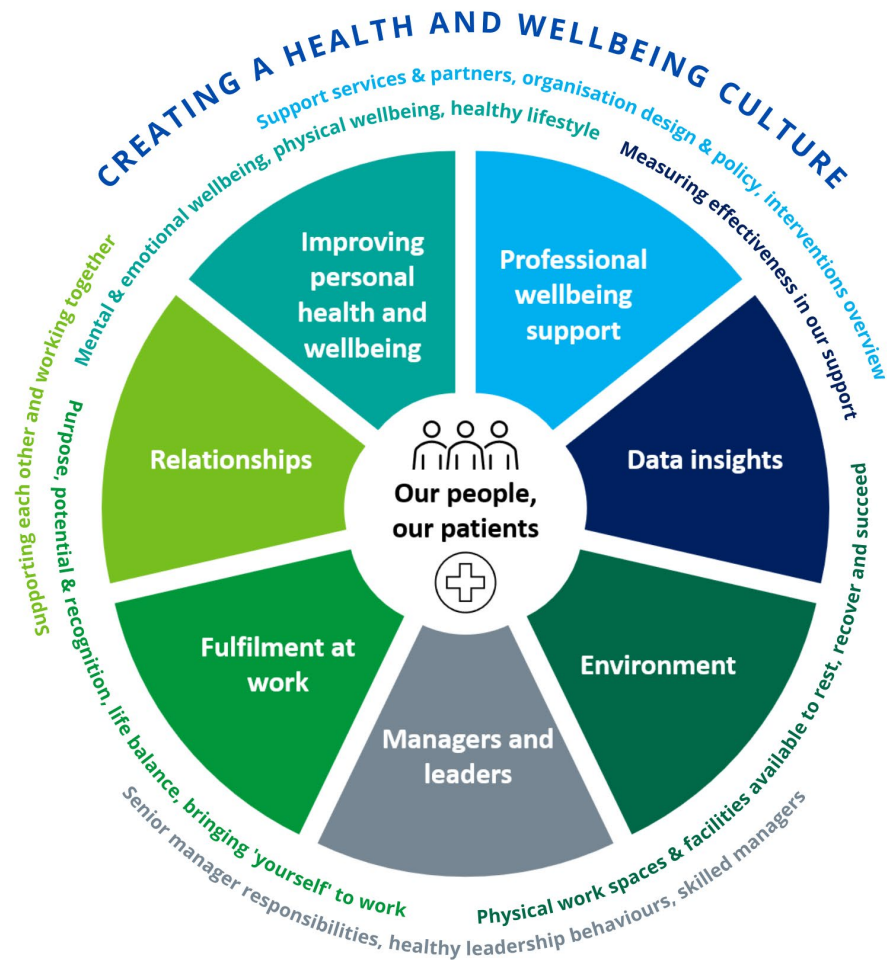 CREATING A HEALTH AND WELLBEING CULTURE
Support services & partners, organisation design & policy, interventions overview
Mental & emotional wellbeing, physical wellbeing, healthy lifestyle
Measuring effectiveness in our support
Supporting each other and working together
Purpose, potential & recognition, life balance, bringing 'yourself' to work
Physical work spaces & facilities available to rest, recover and succeed
Senior manager responsibilities, healthy leadership behaviours, skilled managers
Improving
personal
health and
wellbeing
Professional
wellbeing
support
Relationships
Data insights
Our people,
our patients
Fulfilment at
work
Environment
Managers and
leaders